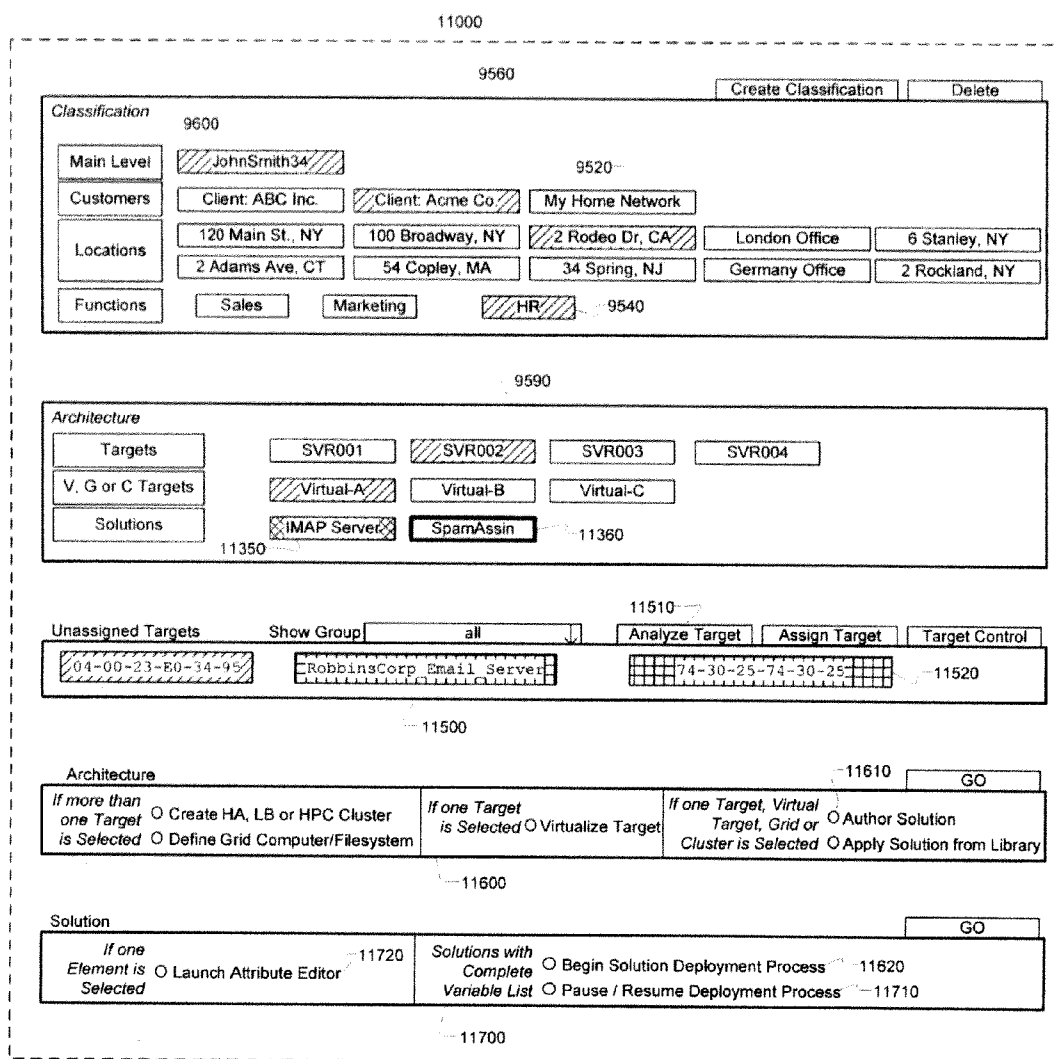 11000
9560
Create Classification Delete
Classification
9600
Main Level JohnSmith34 9520
Customers Client: ABC Inc. Client: Acme Co. My Home Network
Locations
120 Main St., NY 100 Broadway, NY 2 Rodeo Dr, CA London Office 6 Stanley, NY
2 Adams Ave, CT 54 Copley, MA 34 Spring, NJ Germany Office 2 Rockland, NY
Functions Sales Marketing HR 9540
9590
Architecture
Targets SVR001 SVR002 SVR003 SVR004
V, G or C Targets Virtual-A Virtual-B Virtual-C
Solutions IMAP Server SpamAssin 11360
11350
11510
Unassigned Targets Show Group all Analyze Target Assign Target Target Control
04-00-23-E0-34-95 RobbinsCorp Email Server 74-30-25-74-30-25 11520
11500
Architecture 11610 GO
If more than
one Target
is Selected
Create HA, LB or HPC Cluster
Define Grid Computer/Filesystem
If one Target
is Selected Virtualize Target
If one Target, Virtual
Target, Grid or
Cluster is Selected
Author Solution
Apply Solution from Library
11600
Solution GO
If one
Element is
Selected
Launch Attribute Editor 11720
Solutions with
Complete
Variable List
Begin Solution Deployment Process 11620
Pause / Resume Deployment Process 11710
11700